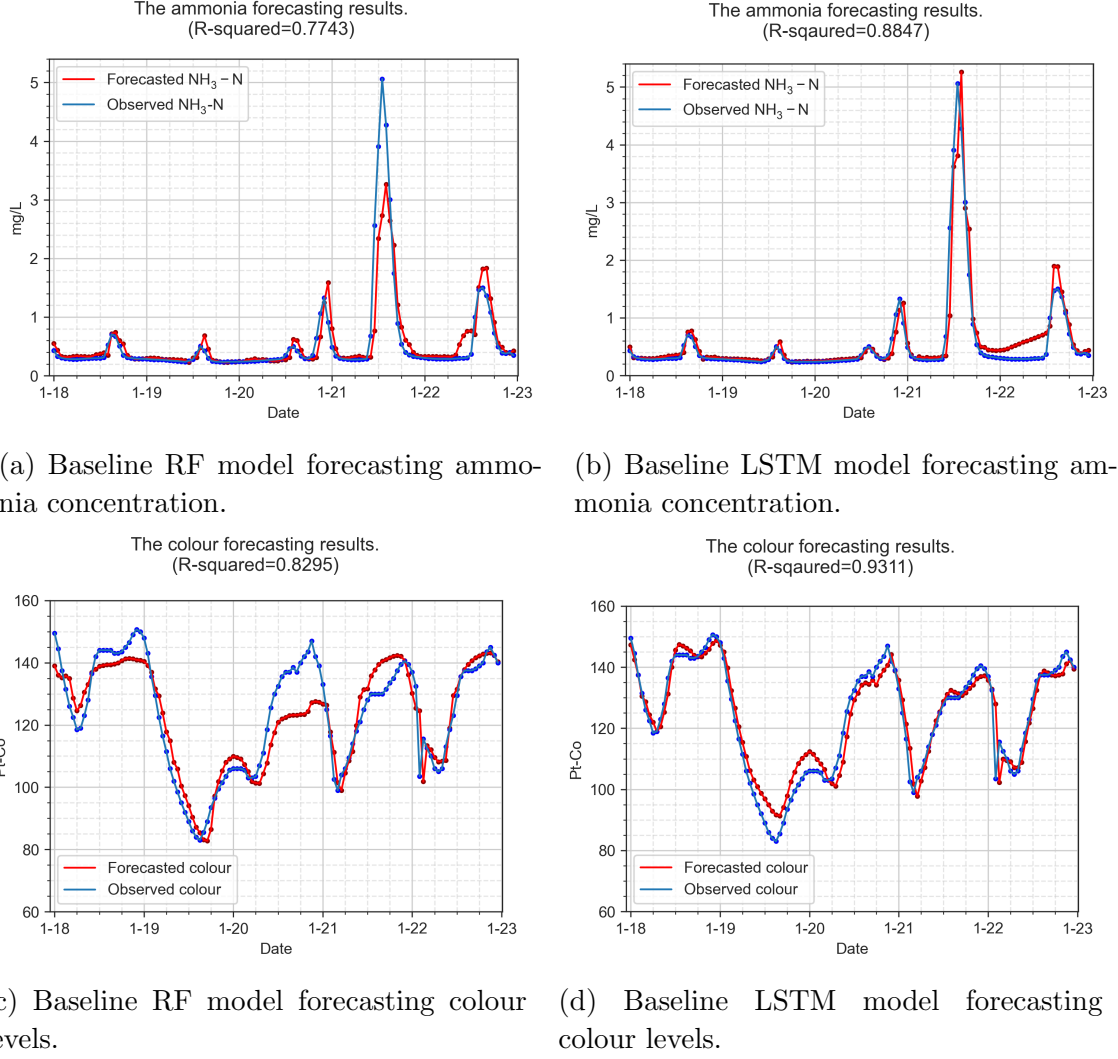 The ammonia forecasting results.
(R-squared=0.7743)
Forecasted NH3 − N
Observed NH3-N
5
4
3
2
1
0
mg/L
1-18 1-19 1-20 1-21 1-22 1-23
Date
The ammonia forecasting results.
(R-sqaured=0.8847)
Forecasted NH3 − N
Observed NH3 − N
5
4
3
2
1
0
mg/L
1-18 1-19 1-20 1-21 1-22 1-23
Date
(a) Baseline RF model forecasting ammo-
nia concentration.
(b) Baseline LSTM model forecasting am-
monia concentration.
The colour forecasting results.
(R-squared=0.8295)
160
140
120
100
80
60
Pt-Co
Forecasted colour
Observed colour
1-18 1-19 1-20 1-21 1-22 1-23
Date
The colour forecasting results.
(R-sqaured=0.9311)
160
140
120
100
80
60
Pt-Co
Forecasted colour
Observed colour
1-18 1-19 1-20 1-21 1-22 1-23
Date
c) Baseline RF model forecasting colour
evels.
(d) Baseline LSTM model forecasting
colour levels.